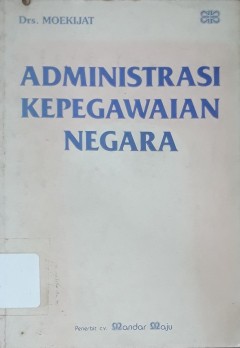 Drs. MOEKIJAT
ADMINISTRASI
KEPEGAWAIAN
NEGARA
Penerbit CV. Mandar Maju